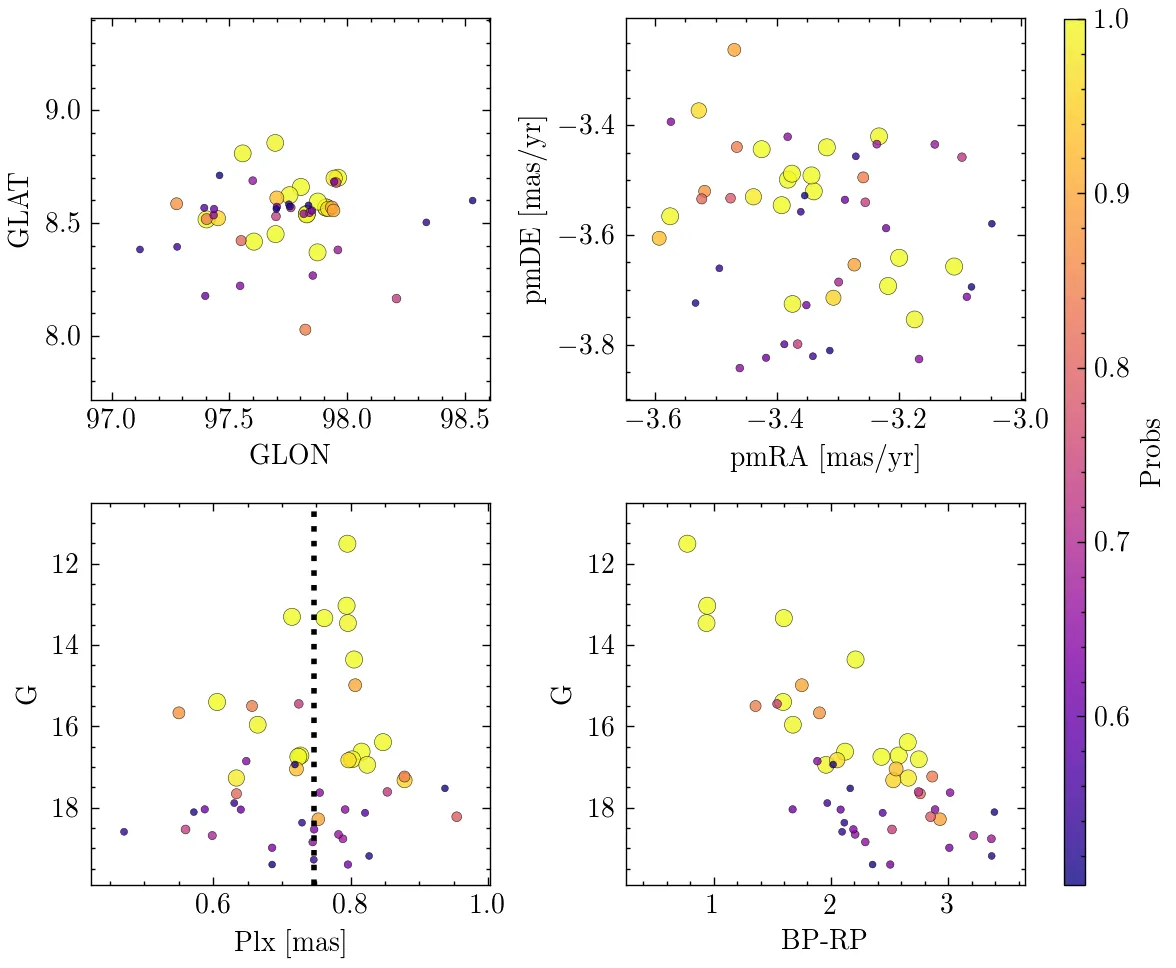 9.0
8.5
8.0
GLAT
97.0 97.5 98.0 98.5
GLON
−3.4
−3.6
−3.8
pmDE [mas/yr]
−3.6 −3.4 −3.2 −3.0
pmRA [mas/yr]
12
14
16
18
G
0.6 0.8 1.0
Plx [mas]
12
14
16
18
G
1 2 3
BP-RP
1.0
0.9
0.8
0.7
0.6
Probs